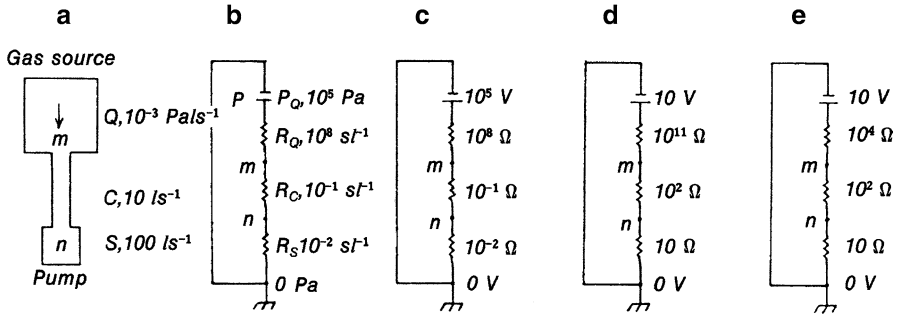 a
Gas source
Q,10⁻³ Pals⁻¹
m
C,10 ls⁻¹
n
S,100 ls⁻¹
Pump
b
P
P_Q,10⁵ Pa
R_Q,10⁸ sl⁻¹
m
R_C,10⁻¹ sl⁻¹
n
R_S10⁻² sl⁻¹
0 Pa
c
10⁵ V
10⁸ Ω
m
10⁻¹ Ω
n
10⁻² Ω
0 V
d
10 V
10¹¹ Ω
m
10² Ω
n
10 Ω
0 V
e
10 V
10⁴ Ω
m
10² Ω
n
10 Ω
0 V